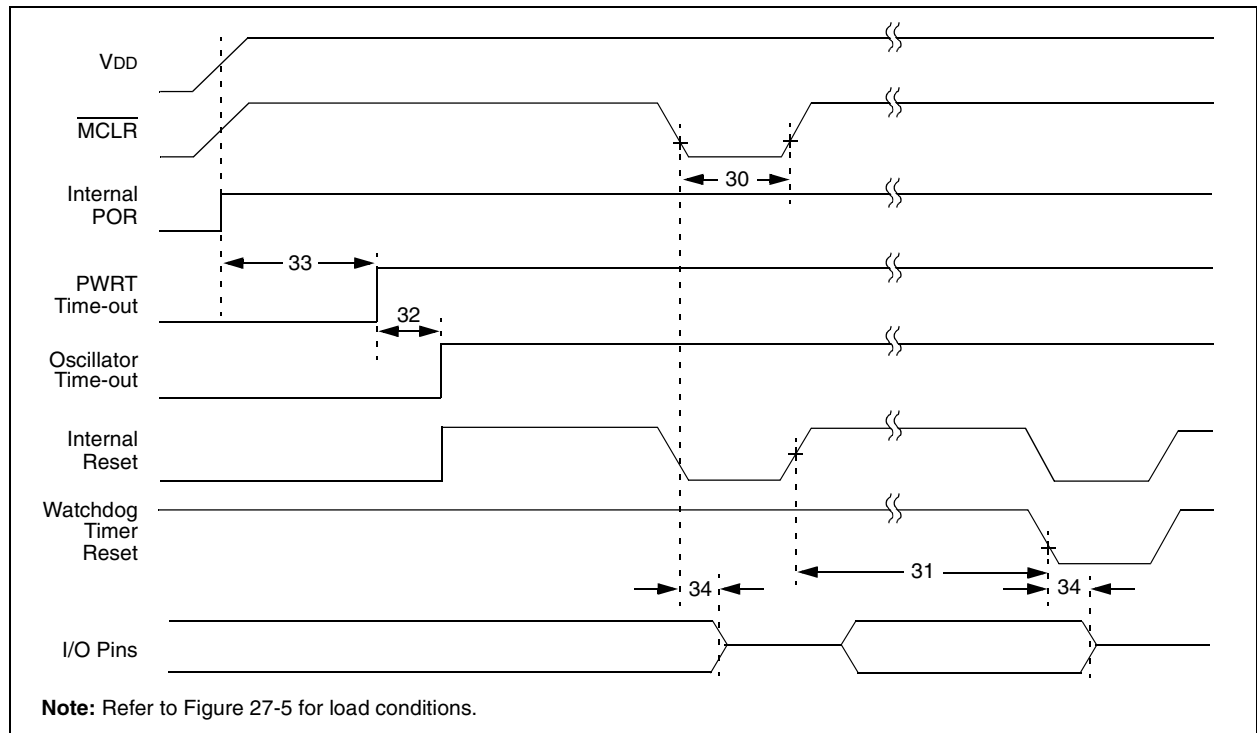 VDD
MCLR
30
Internal
POR
33
PWRT
Time-out
32
Oscillator
Time-out
Internal
Reset
Watchdog
Timer
Reset
31
34
34
I/O Pins
Note: Refer to Figure 27-5 for load conditions.